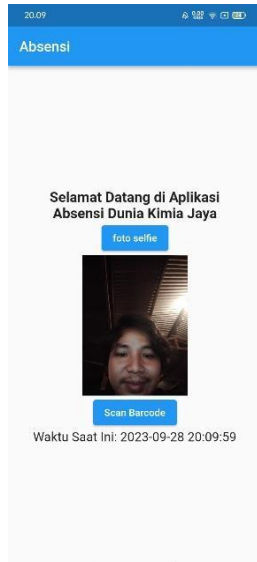 20.09
Absensi
Selamat Datang di Aplikasi
Absensi Dunia Kimia Jaya
foto selfie
Scan Barcode
Waktu Saat Ini: 2023-09-28 20:09:59